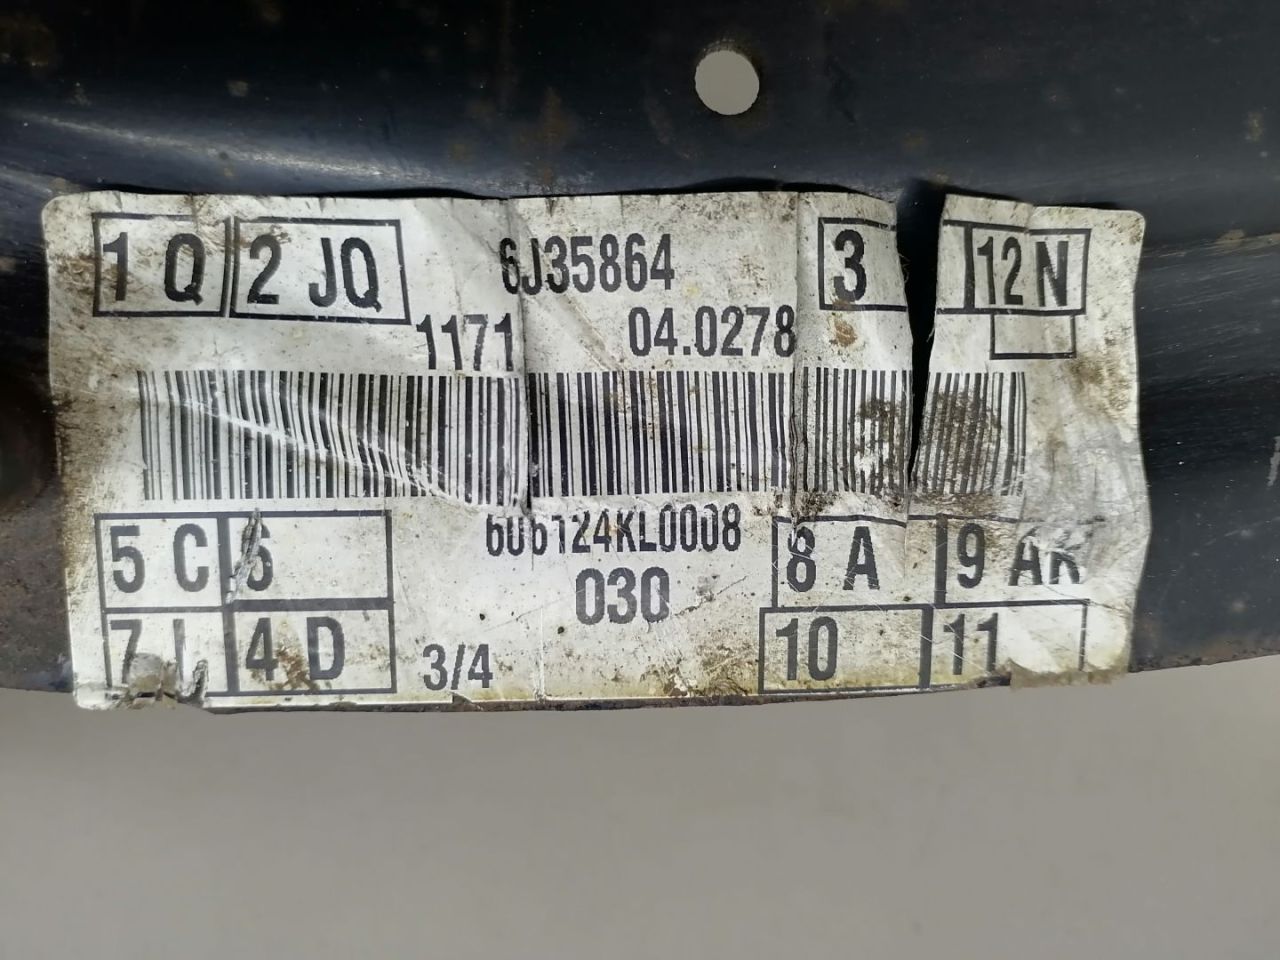 1 Q 2 JQ 6J35864 3 12 N
1171 04.0278
606124KL0008
5 C 6 8 A 9 AK
030
7 4 D 3/4 10 11